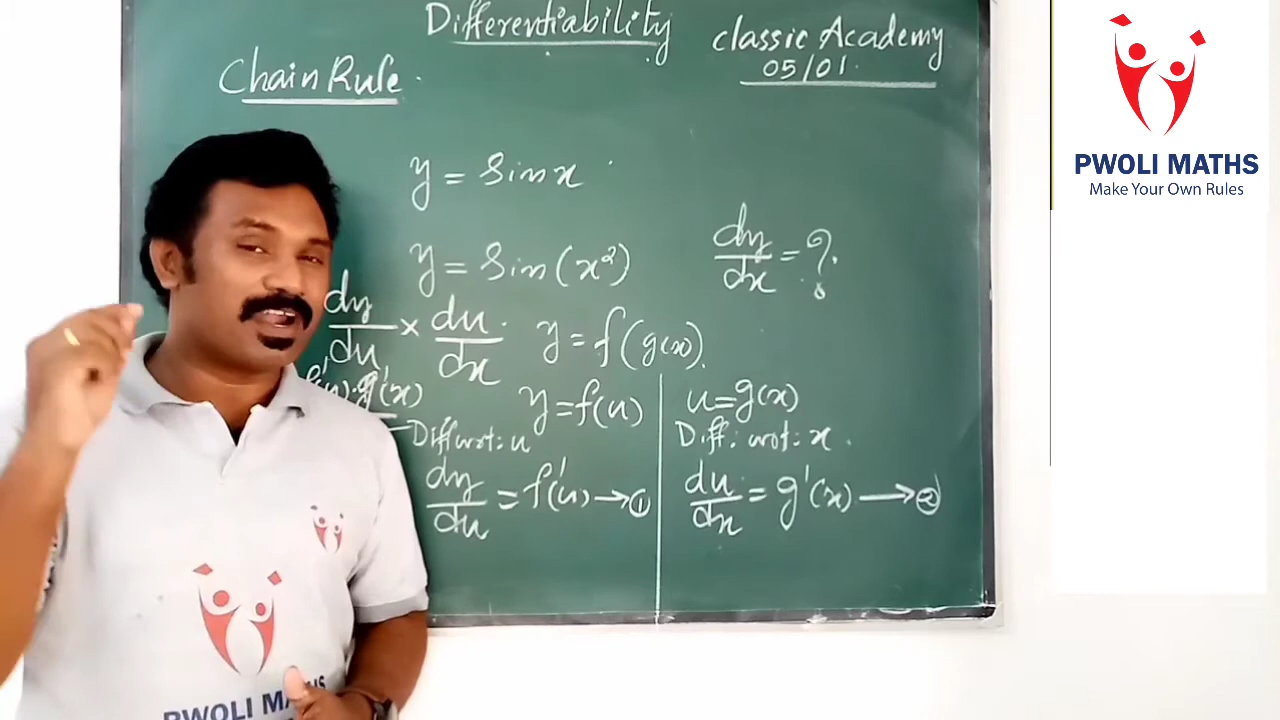 Differentiability
classic Academy
05/01.
Chain Rule.
y = Sin x
y = Sin(x²)
dy/dx = ?
dy/du × du/dx
y = f(g(x)).
(u)·g'(x)
y = f(u)
u = g(x)
Diff wrt: u
Diff: wrt: x.
dy/du = f'(u) → ①
du/dx = g'(x) → ②
PWOLI MATHS
Make Your Own Rules
PWOLI